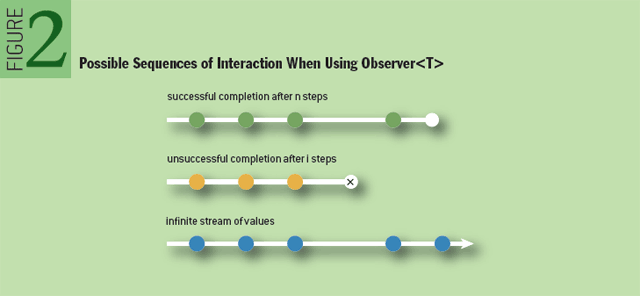 FIGURE 2
Possible Sequences of Interaction When Using Observer<T>
successful completion after n steps
unsuccessful completion after i steps
infinite stream of values